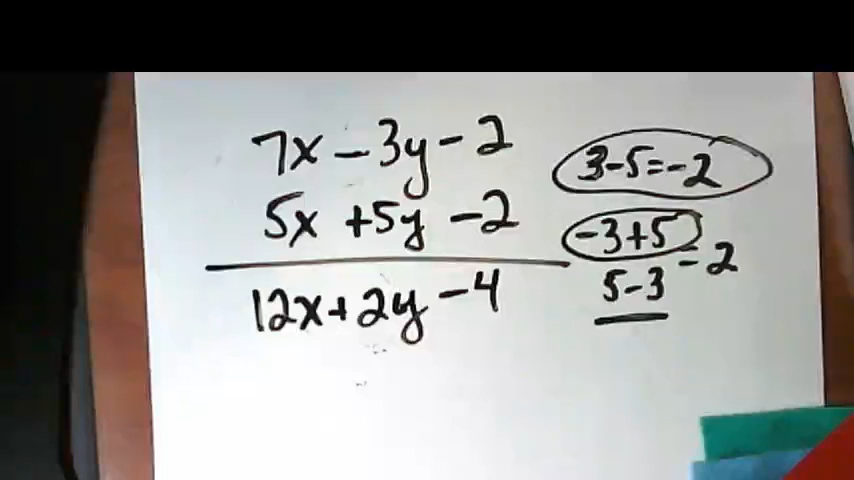 7x - 3y - 2
5x + 5y - 2
12x + 2y - 4
3 - 5 = -2
-3 + 5
5 - 3 = 2